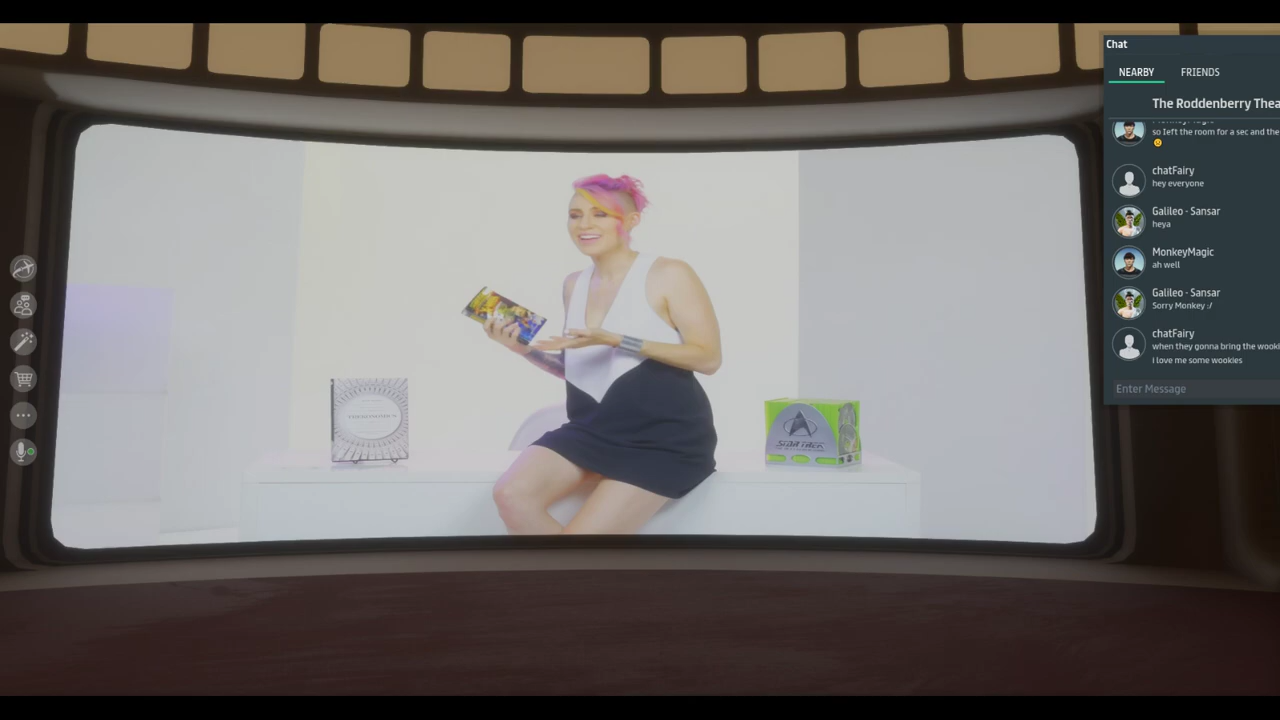 Chat
NEARBY
FRIENDS
The Roddenberry Thea
so Ieft the room for a sec and the
chatFairy
hey everyone
Galileo - Sansar
heya
MonkeyMagic
ah well
Galileo - Sansar
Sorry Monkey :/
chatFairy
when they gonna bring the wooki
i love me some wookies
Enter Message
STAR TREK